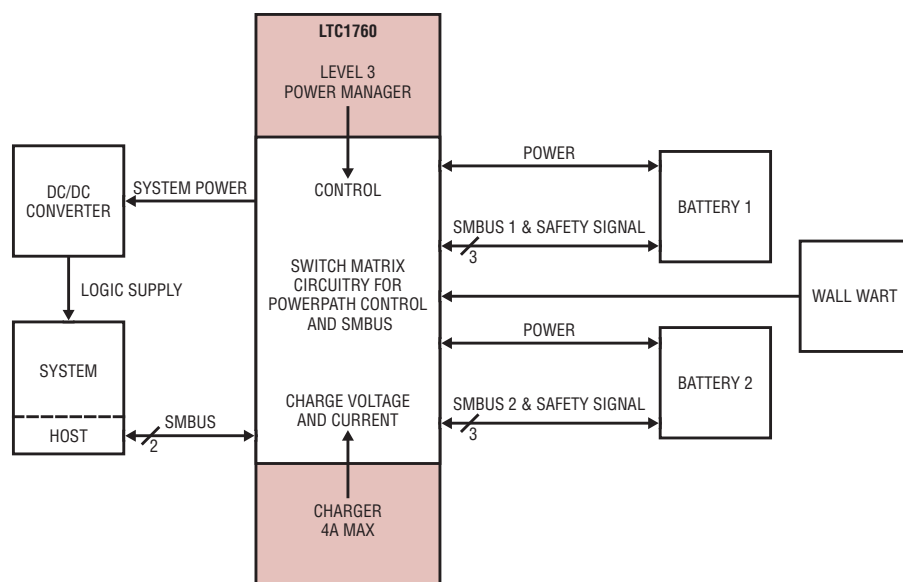 LTC1760
LEVEL 3
POWER MANAGER
CONTROL
SWITCH MATRIX
CIRCUITRY FOR
POWERPATH CONTROL
AND SMBUS
CHARGE VOLTAGE
AND CURRENT
CHARGER
4A MAX
DC/DC
CONVERTER
SYSTEM POWER
LOGIC SUPPLY
SYSTEM
HOST
SMBUS
2
POWER
BATTERY 1
SMBUS 1 & SAFETY SIGNAL
3
WALL WART
POWER
BATTERY 2
SMBUS 2 & SAFETY SIGNAL
3